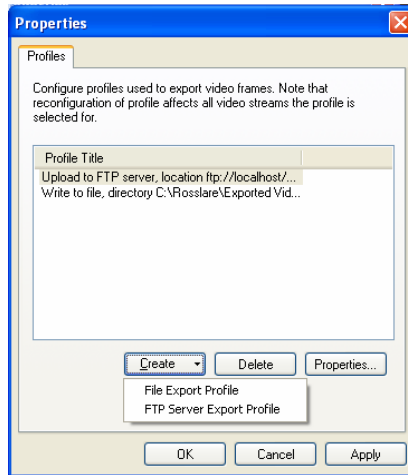 Properties
Profiles
Configure profiles used to export video frames. Note that
reconfiguration of profile affects all video streams the profile is
selected for.
Profile Title
Upload to FTP server, location ftp://localhost/...
Write to file, directory C:\Rosslare\Exported Vid...
Create Delete Properties...
File Export Profile
FTP Server Export Profile
OK Cancel Apply